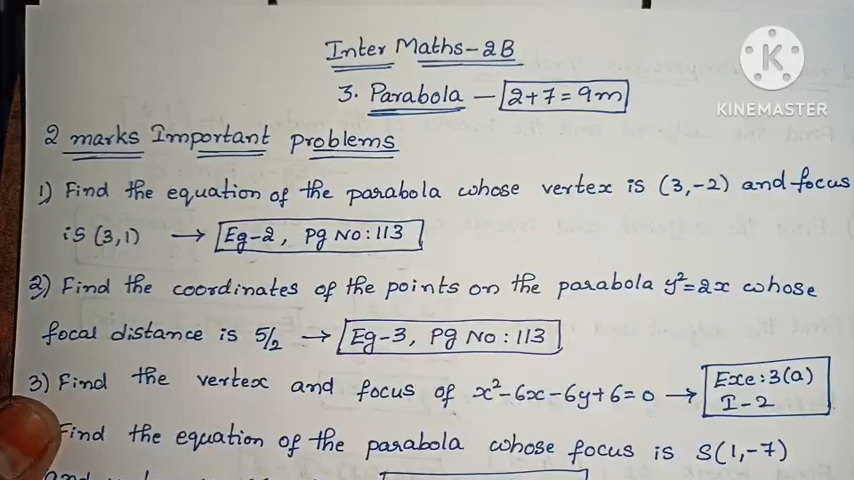 Inter Maths-2B
3. Parabola - 2+7=9m
2 marks Important problems
1) Find the equation of the parabola whose vertex is (3,-2) and focus
is (3,1) → Eg-2, Pg No:113
2) Find the coordinates of the points on the parabola y²=2x whose
focal distance is 5/2 → Eg-3, Pg No:113
3) Find the vertex and focus of x²-6x-6y+6=0 → Exe:3(a)
I-2
Find the equation of the parabola whose focus is S(1,-7)
KINEMASTER